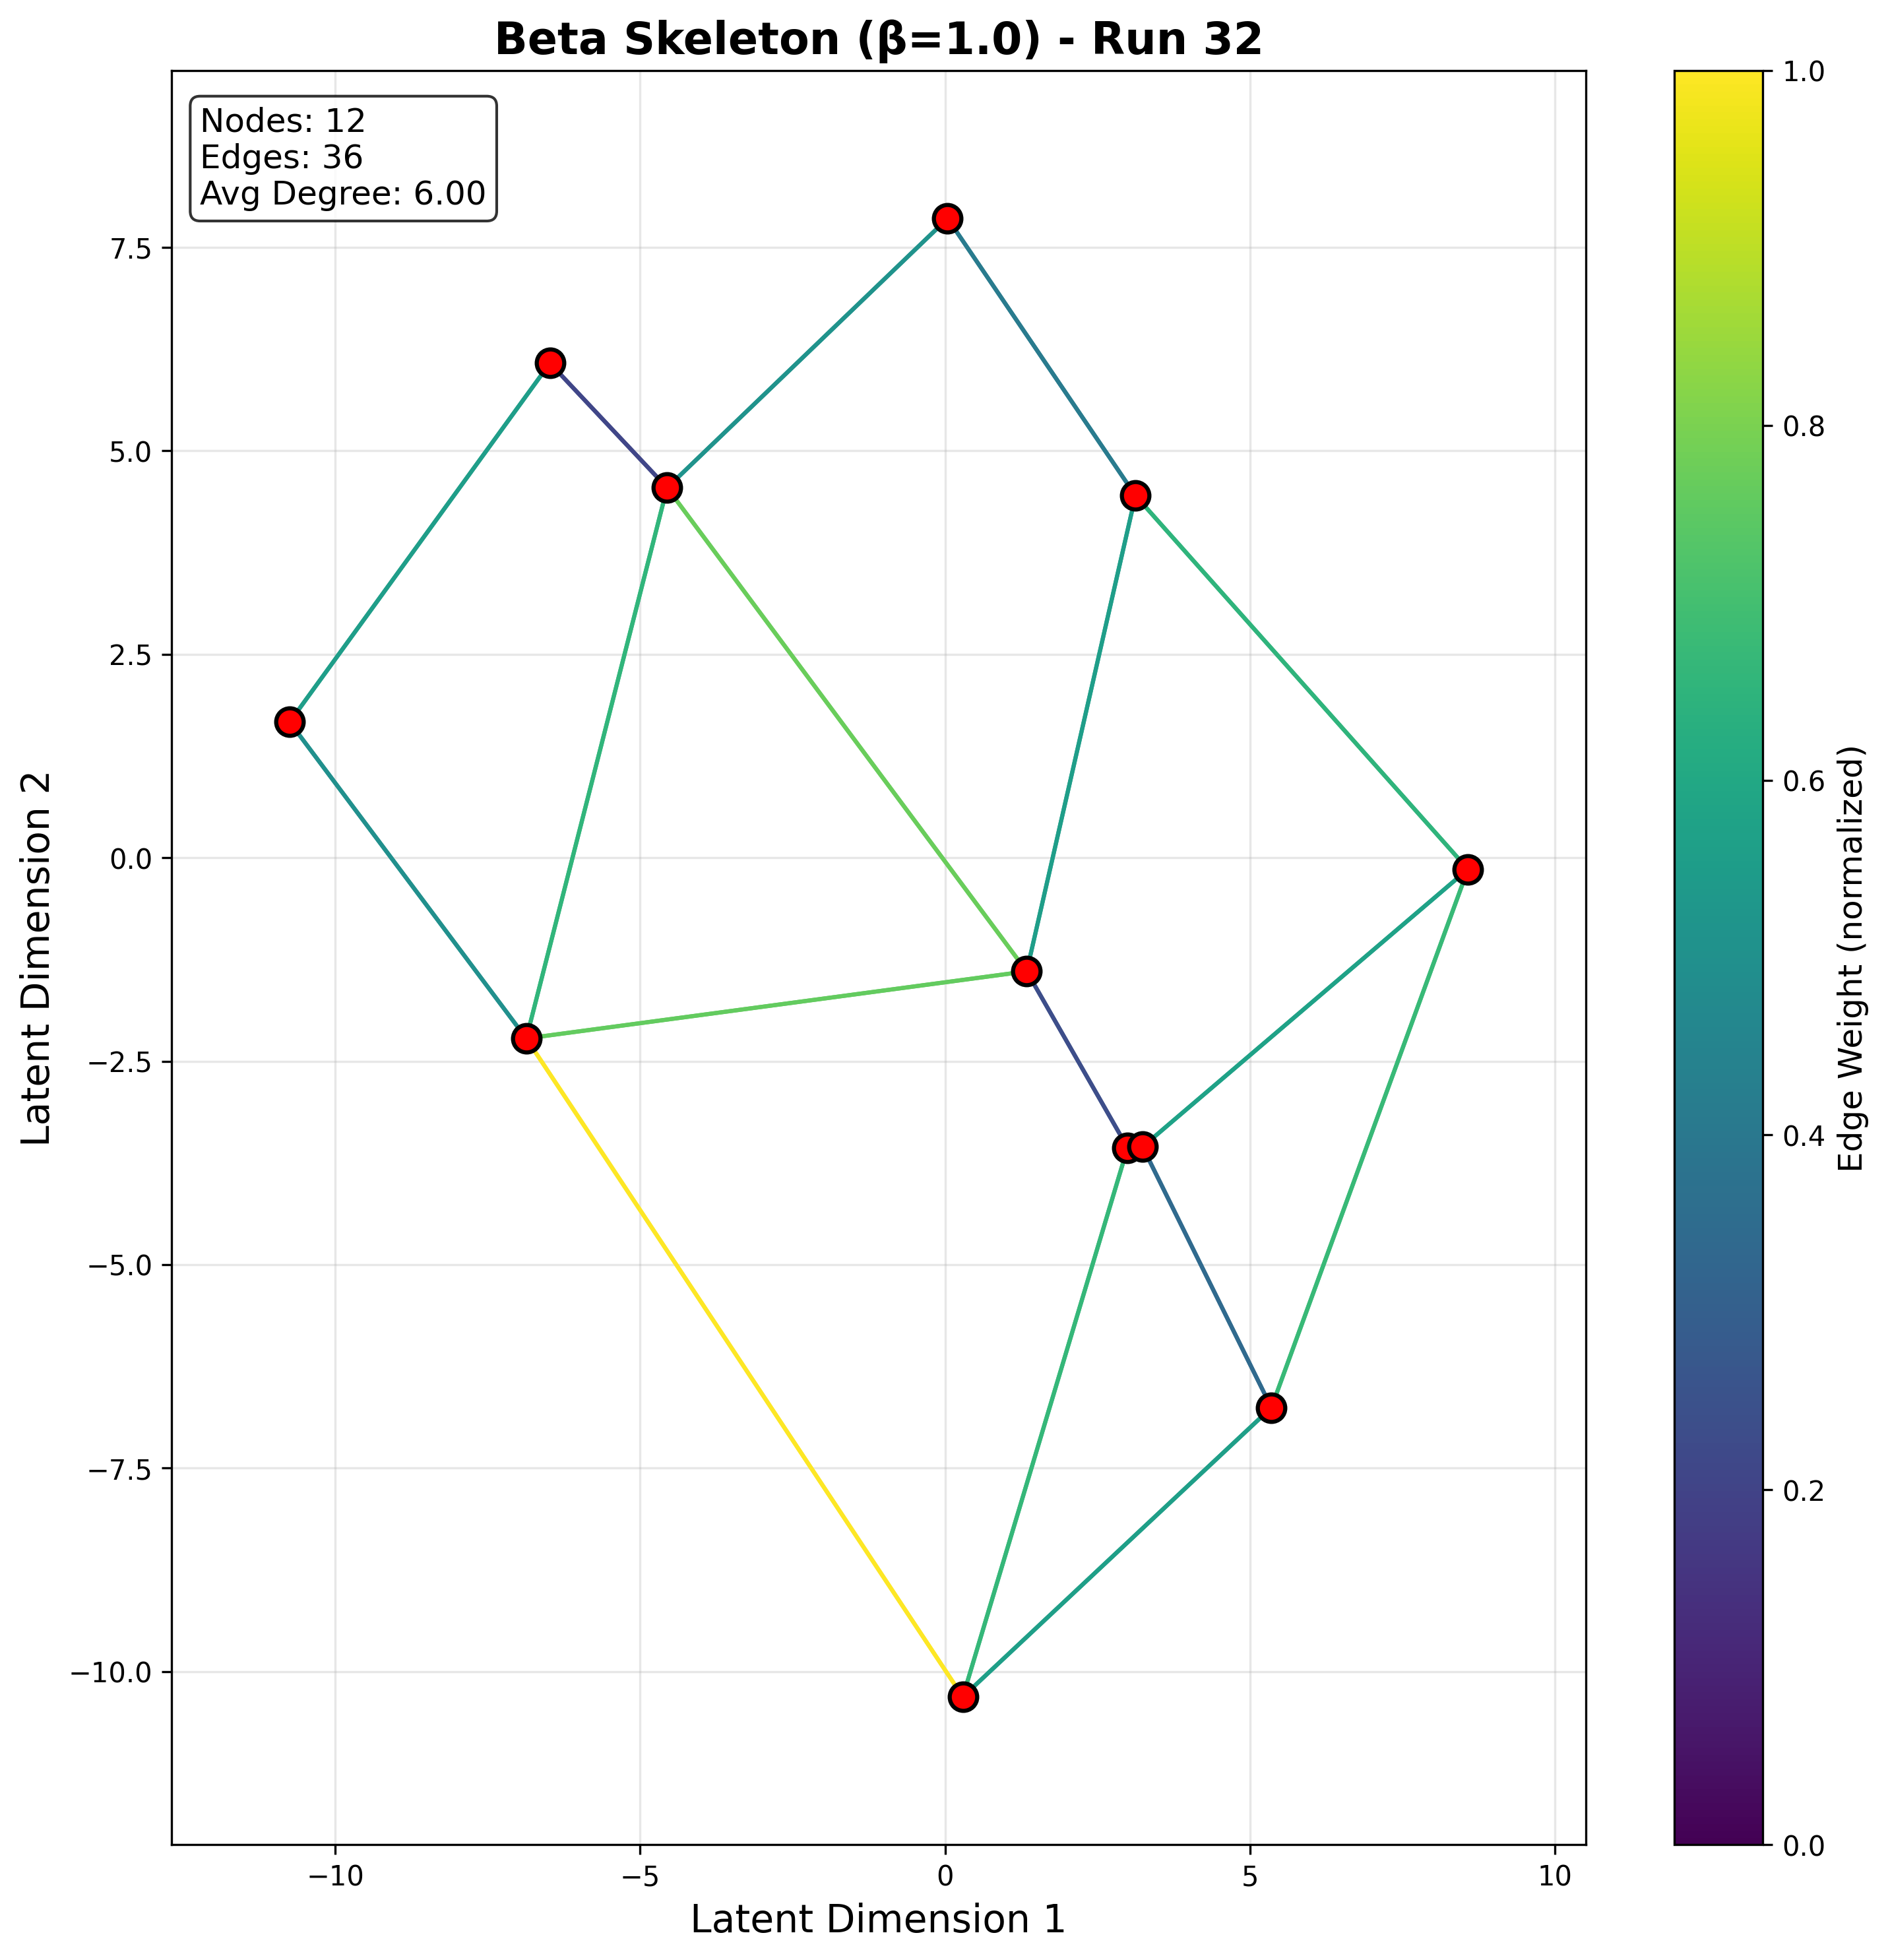 Beta Skeleton (β=1.0) - Run 32
Nodes: 12
Edges: 36
Avg Degree: 6.00
7.5
5.0
2.5
0.0
−2.5
−5.0
−7.5
−10.0
Latent Dimension 2
−10
−5
0
5
10
Latent Dimension 1
1.0
0.8
0.6
0.4
0.2
0.0
Edge Weight (normalized)